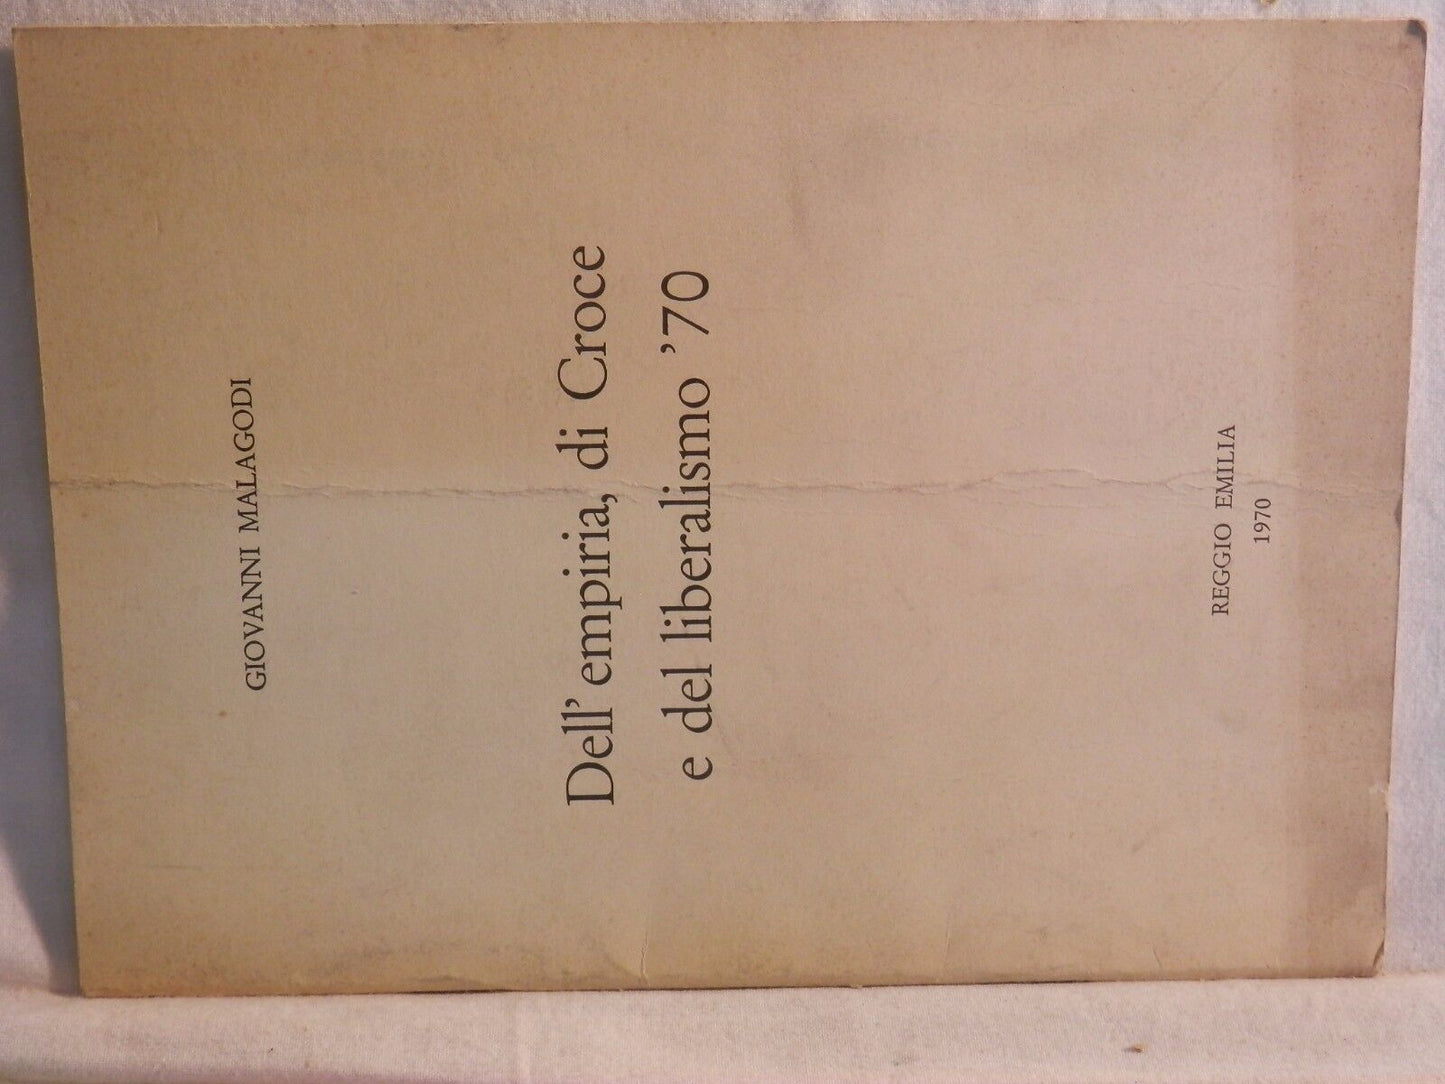 GIOVANNI MALAGODI
Dell' empiria, di Croce
e del liberalismo '70
REGGIO EMILIA
1970